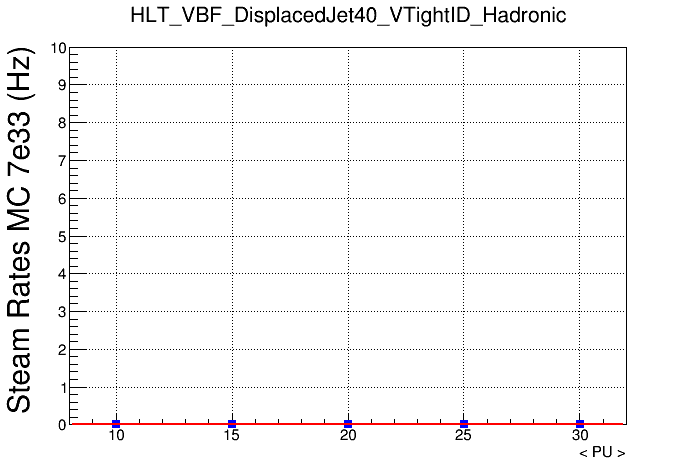 HLT_VBF_DisplacedJet40_VTightID_Hadronic
Steam Rates MC 7e33 (Hz)
10
9
8
7
6
5
4
3
2
1
0
10 15 20 25 30
< PU >